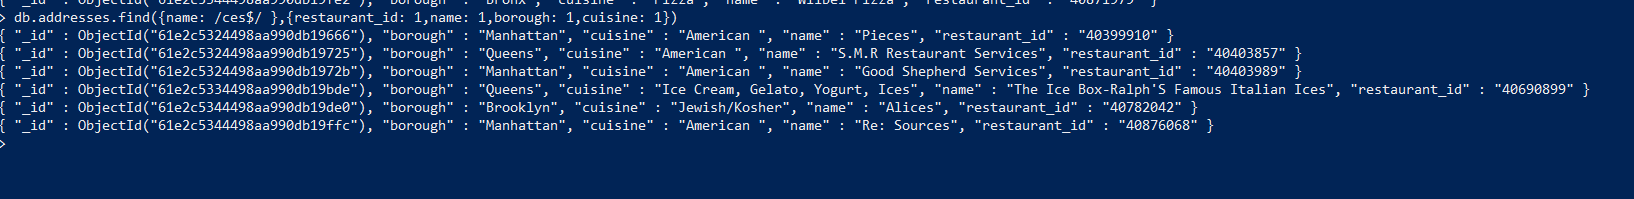 > db.addresses.find({name: /ces$/ },{restaurant_id: 1,name: 1,borough: 1,cuisine: 1})
{ "_id" : ObjectId("61e2c5324498aa990db19666"), "borough" : "Manhattan", "cuisine" : "American ", "name" : "Pieces", "restaurant_id" : "40399910" }
{ "_id" : ObjectId("61e2c5324498aa990db19725"), "borough" : "Queens", "cuisine" : "American ", "name" : "S.M.R Restaurant Services", "restaurant_id" : "40403857" }
{ "_id" : ObjectId("61e2c5324498aa990db1972b"), "borough" : "Manhattan", "cuisine" : "American ", "name" : "Good Shepherd Services", "restaurant_id" : "40403989" }
{ "_id" : ObjectId("61e2c5334498aa990db19bde"), "borough" : "Queens", "cuisine" : "Ice Cream, Gelato, Yogurt, Ices", "name" : "The Ice Box-Ralph'S Famous Italian Ices", "restaurant_id" : "40690899" }
{ "_id" : ObjectId("61e2c5344498aa990db19de0"), "borough" : "Brooklyn", "cuisine" : "Jewish/Kosher", "name" : "Alices", "restaurant_id" : "40782042" }
{ "_id" : ObjectId("61e2c5344498aa990db19ffc"), "borough" : "Manhattan", "cuisine" : "American ", "name" : "Re: Sources", "restaurant_id" : "40876068" }
>